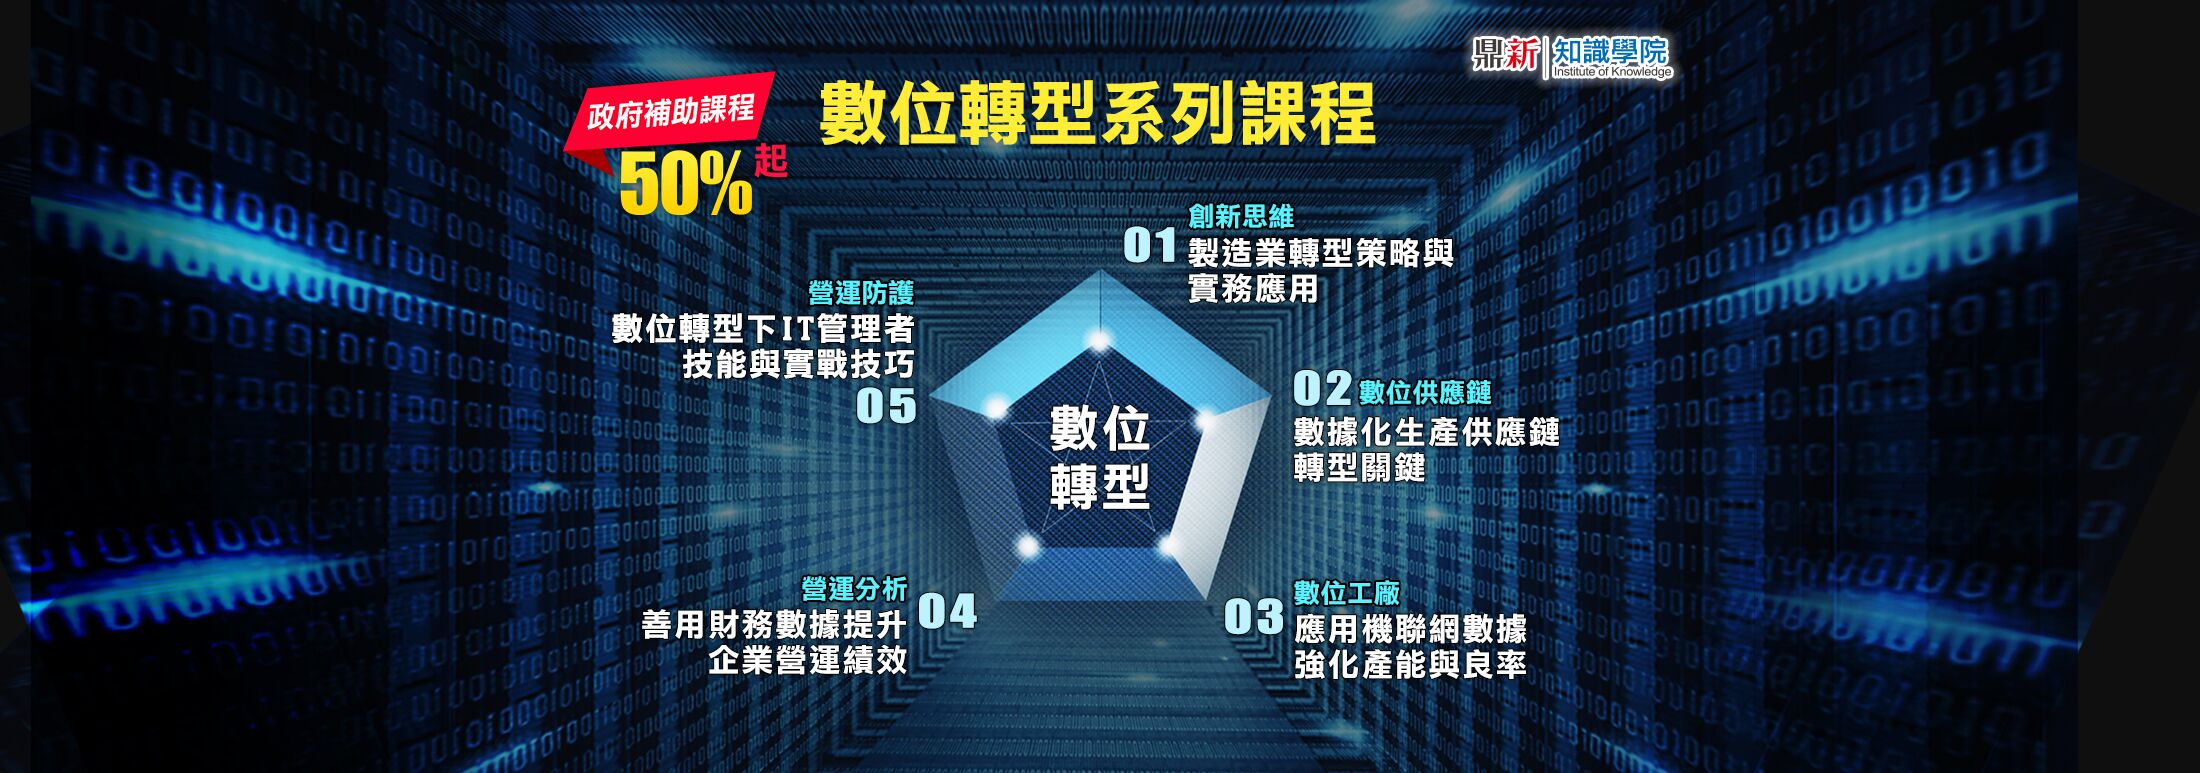 鼎新 知識學院
Institute of Knowledge
政府補助課程
50%起
數位轉型系列課程
01 創新思維
製造業轉型策略與
實務應用
02 數位供應鏈
數據化生產供應鏈
轉型關鍵
03 數位工廠
應用機聯網數據
強化產能與良率
營運分析 04
善用財務數據提升
企業營運績效
營運防護
數位轉型下IT管理者
技能與實戰技巧
05
數位
轉型